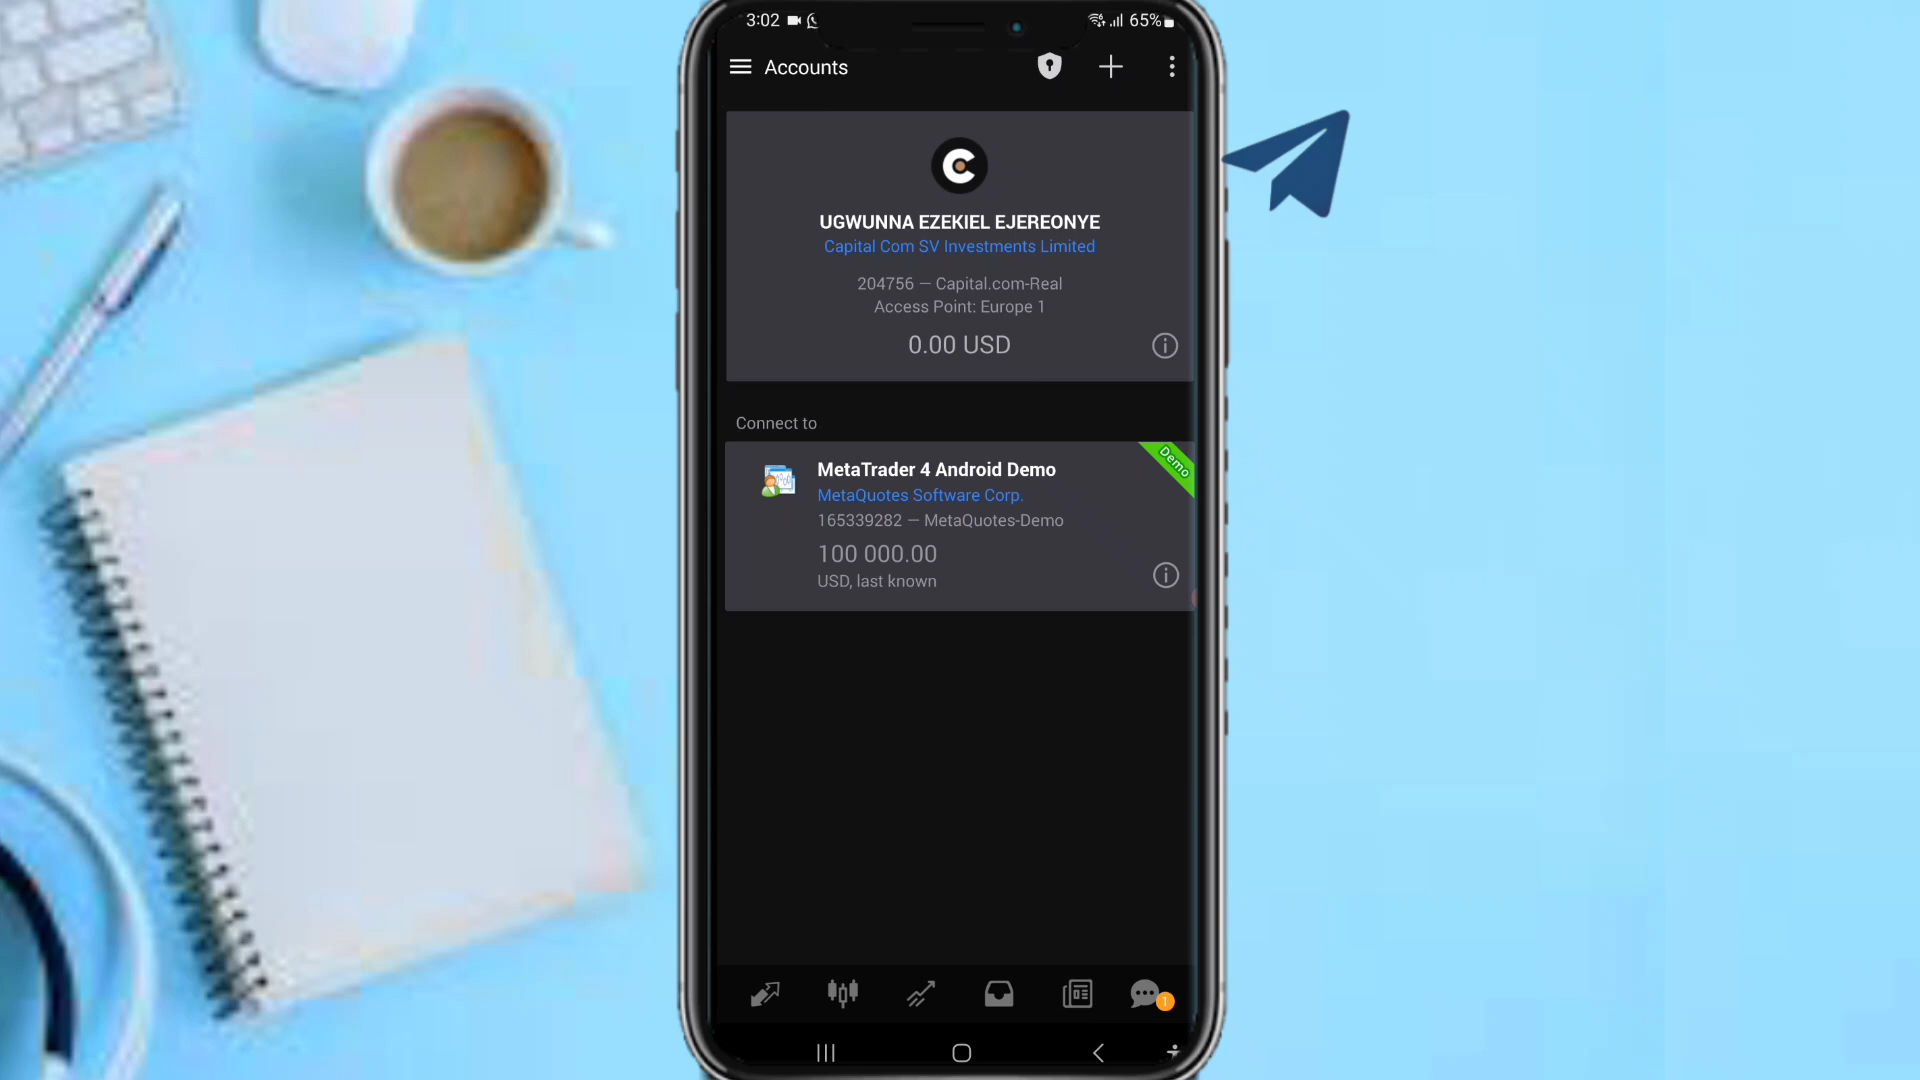 3:02
65%
Accounts
UGWUNNA EZEKIEL EJEREONYE
Capital Com SV Investments Limited
204756 — Capital.com-Real
Access Point: Europe 1
0.00 USD
Connect to
Demo
MetaTrader 4 Android Demo
MetaQuotes Software Corp.
165339282 — MetaQuotes-Demo
100 000.00
USD, last known
1